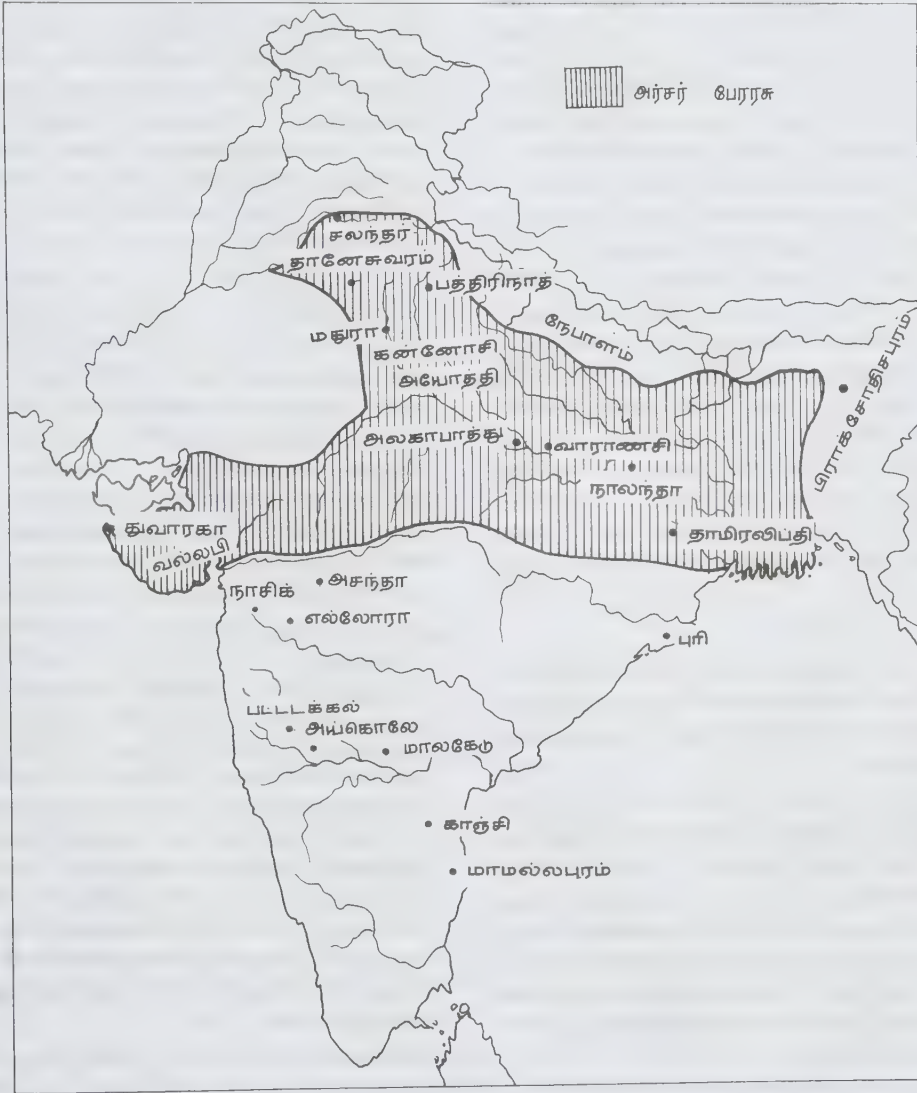 அர்சர் பேரரசு
சலந்தர்
தானேசுவரம்
பத்திரிநாத்
மதுரா
நேபாளம்
கன்னோசி
அயோத்தி
பிராக்சோதிசபுரம்
அலகாபாத்து
வாராணசி
நாலந்தா
துவாரகா
தாமிரலிப்தி
வல்லபி
நாசிக்
அசந்தா
எல்லோரா
புரி
பட்டடக்கல்
அய்கொலே
மாலகேடு
காஞ்சி
மாமல்லபுரம்